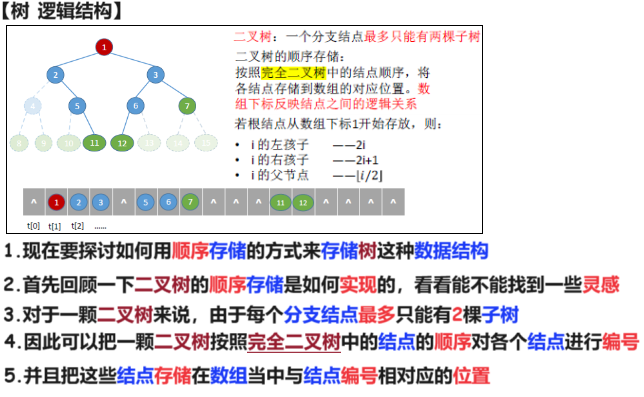 【树 逻辑结构】
二叉树：一个分支结点最多只能有两棵子树
二叉树的顺序存储：
按照完全二叉树中的结点顺序，将
各结点存储到数组的对应位置。数
组下标反映结点之间的逻辑关系
若根结点从数组下标1开始存放，则：
• i 的左孩子 ——2i
• i 的右孩子 ——2i+1
• i 的父节点 ——⌊i/2⌋
1
2 3
4 5 6 7
8 9 10 11 12 13 14 15
^ 1 2 3 ^ 5 6 7 ^ ^ ^ 11 12 ^ ^ ^ ^
t[0] t[1] t[2] ......
1.现在要探讨如何用顺序存储的方式来存储树这种数据结构
2.首先回顾一下二叉树的顺序存储是如何实现的，看看能不能找到一些灵感
3.对于一颗二叉树来说，由于每个分支结点最多只能有2棵子树
4.因此可以把一颗二叉树按照完全二叉树中的结点的顺序对各个结点进行编号
5.并且把这些结点存储在数组当中与结点编号相对应的位置